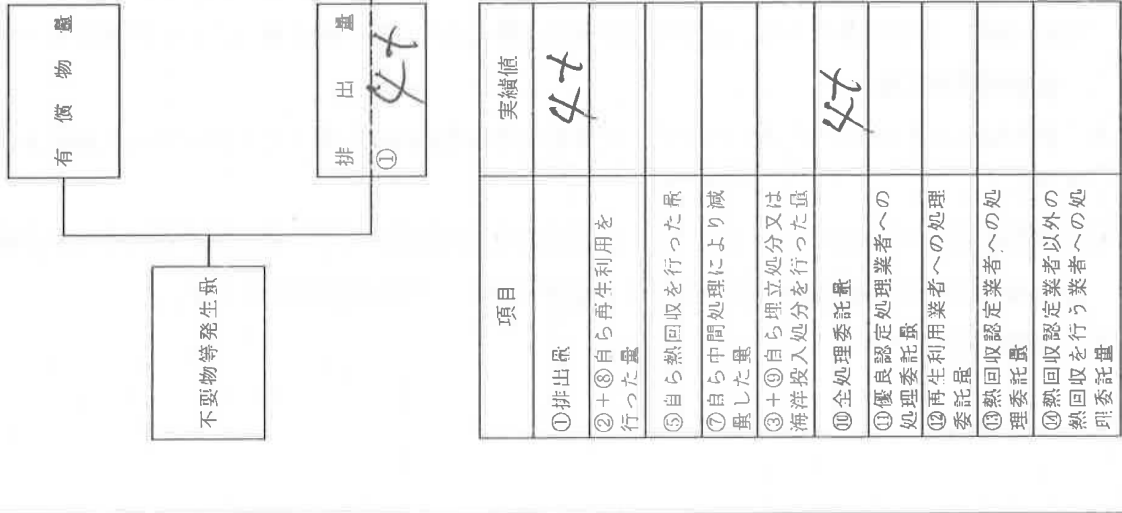 有償物量
不要物等発生量
排出量
①
4t
項目
実績値
①排出量
4t
②+⑧自ら再生利用を
行った量
⑤自ら熱回収を行った量
⑦自ら中間処理により減
量した量
③+⑨自ら埋立処分又は
海洋投入処分を行った量
⑩全処理委託量
4t
⑪優良認定処理業者への
処理委託量
⑫再生利用業者への処理
委託量
⑬熱回収認定業者への処
理委託量
⑭熱回収認定業者以外の
熱回収を行う業者への処
理委託量